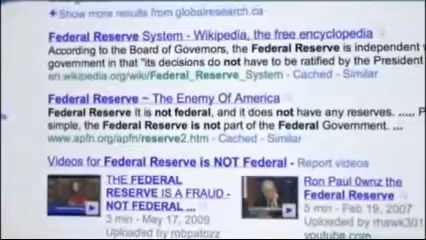 Show more results from globalresearch.ca
Federal Reserve System - Wikipedia, the free encyclopedia
According to the Board of Governors, the Federal Reserve is independent w
government in that "its decisions do not have to be ratified by the President
en.wikipedia.org/wiki/Federal_Reserve_System - Cached - Similar
Federal Reserve ~ The Enemy Of America
Federal Reserve It is not federal, and it does not have any reserves. ..... P
simple, the Federal Reserve is not part of the Federal Government. ...
www.apfn.org/apfn/reserve2.htm - Cached - Similar
Videos for Federal Reserve is NOT Federal - Report videos
THE FEDERAL
RESERVE IS A FRAUD -
NOT FEDERAL ...
3 min - May 17, 2009
Uploaded by robpatozz
Ron Paul 0wnz the
Federal Reserve
5 min - Feb 19, 2007
Uploaded by mawk301
youtube.com